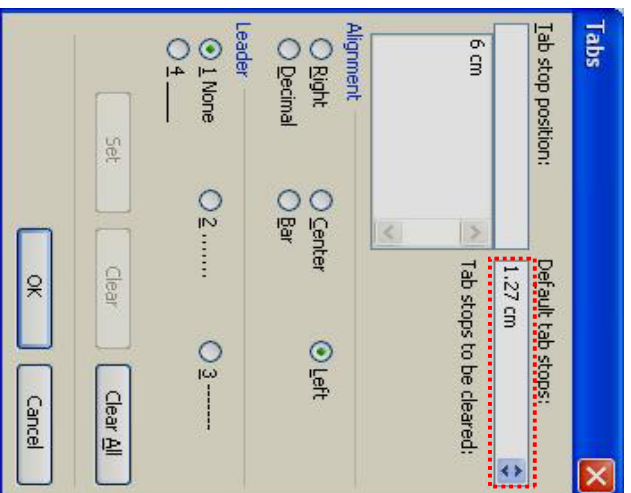 Tabs
Tab stop position:
Default tab stops:
1.27 cm
6 cm
Tab stops to be cleared:
Alignment
Right
Center
Left
Decimal
Bar
Leader
1 None
2 .......
3 -------
4 ___
Set
Clear
Clear All
OK
Cancel